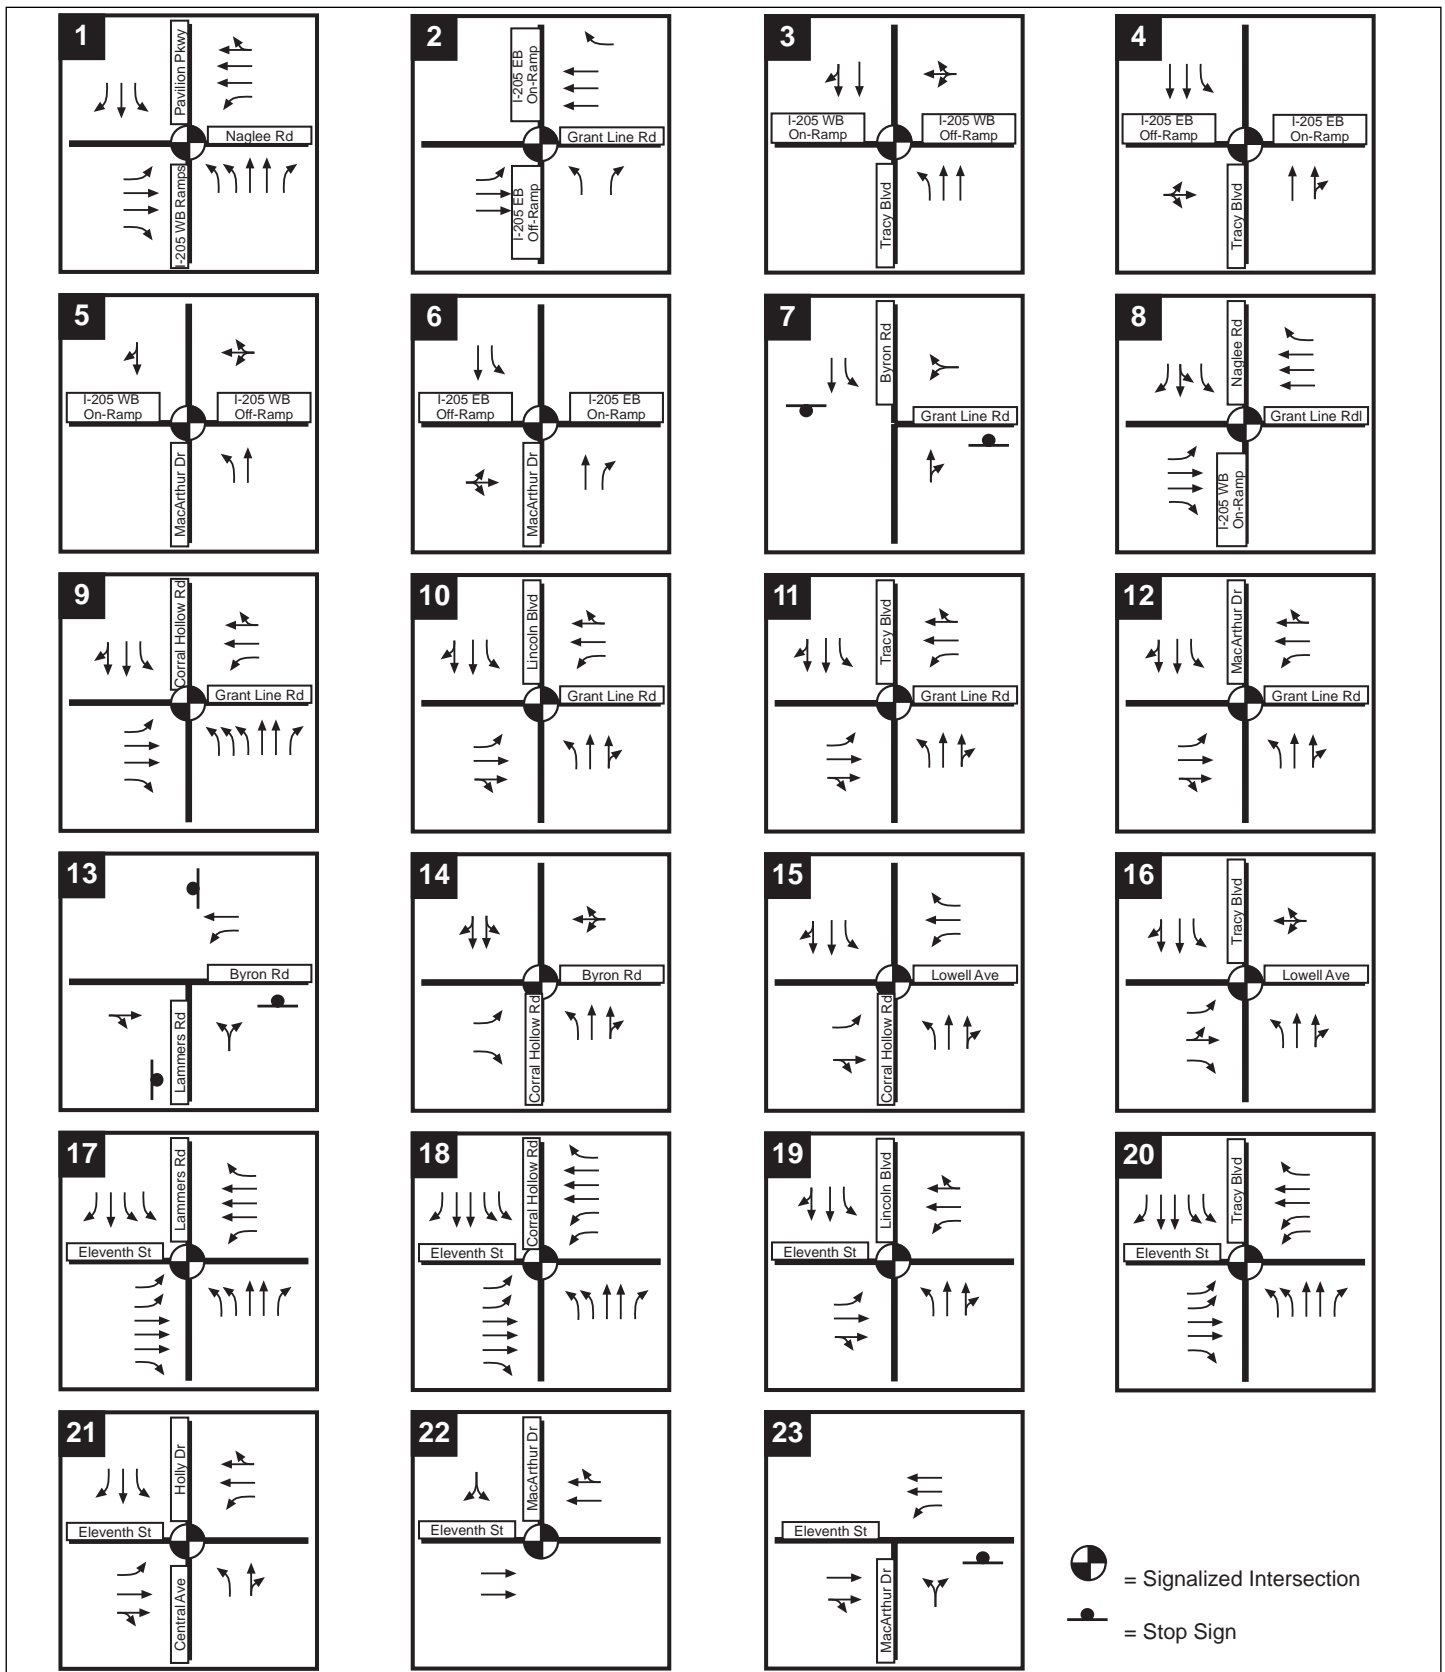 1
Pavilion Pkwy
Naglee Rd
I-205 WB Ramps
2
I-205 EB
On-Ramp
Grant Line Rd
I-205 EB
Off-Ramp
3
I-205 WB
On-Ramp
I-205 WB
Off-Ramp
Tracy Blvd
4
I-205 EB
Off-Ramp
I-205 EB
On-Ramp
Tracy Blvd
5
I-205 WB
On-Ramp
I-205 WB
Off-Ramp
MacArthur Dr
6
I-205 EB
Off-Ramp
I-205 EB
On-Ramp
MacArthur Dr
7
Byron Rd
Grant Line Rd
8
Naglee Rd
Grant Line Rdl
I-205 WB
On-Ramp
9
Corral Hollow Rd
Grant Line Rd
10
Lincoln Blvd
Grant Line Rd
11
Tracy Blvd
Grant Line Rd
12
MacArthur Dr
Grant Line Rd
13
Byron Rd
Lammers Rd
14
Byron Rd
Corral Hollow Rd
15
Lowell Ave
Corral Hollow Rd
16
Tracy Blvd
Lowell Ave
17
Lammers Rd
Eleventh St
18
Corral Hollow Rd
Eleventh St
19
Lincoln Blvd
Eleventh St
20
Tracy Blvd
Eleventh St
21
Holly Dr
Eleventh St
Central Ave
22
MacArthur Dr
Eleventh St
23
Eleventh St
MacArthur Dr
= Signalized Intersection
= Stop Sign